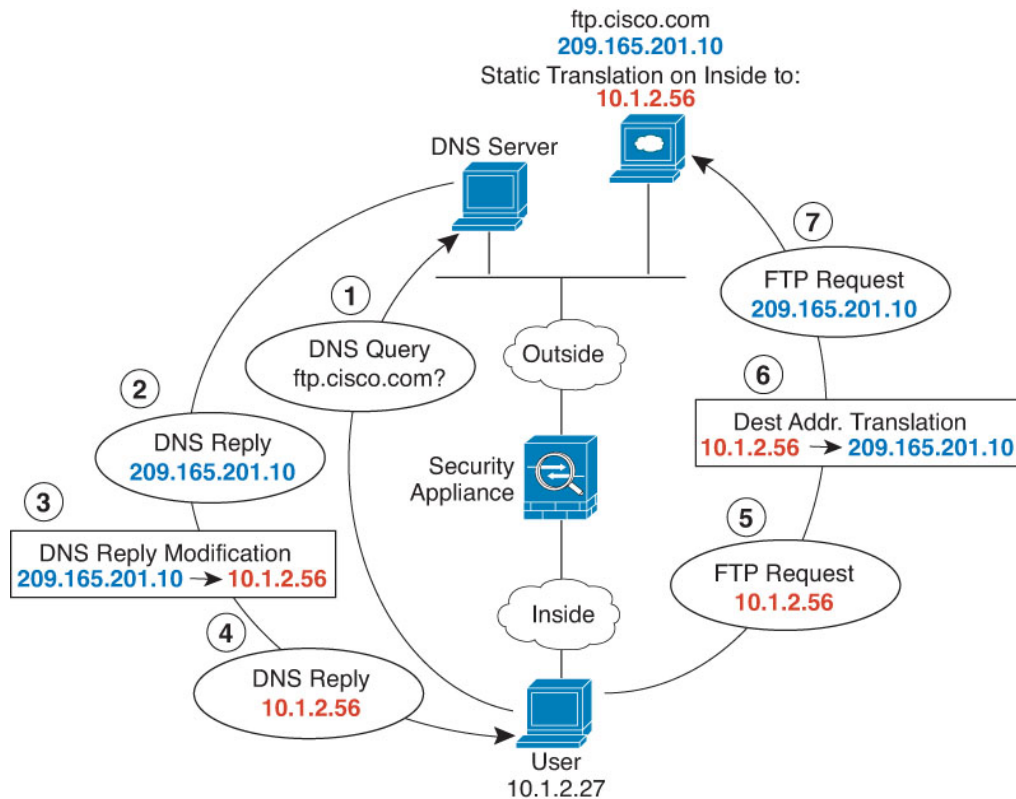 ftp.cisco.com
209.165.201.10
Static Translation on Inside to:
10.1.2.56
DNS Server
7
FTP Request
209.165.201.10
1
DNS Query
ftp.cisco.com?
Outside
2
DNS Reply
209.165.201.10
6
Dest Addr. Translation
10.1.2.56 → 209.165.201.10
Security
Appliance
3
DNS Reply Modification
209.165.201.10 → 10.1.2.56
5
FTP Request
10.1.2.56
Inside
4
DNS Reply
10.1.2.56
User
10.1.2.27